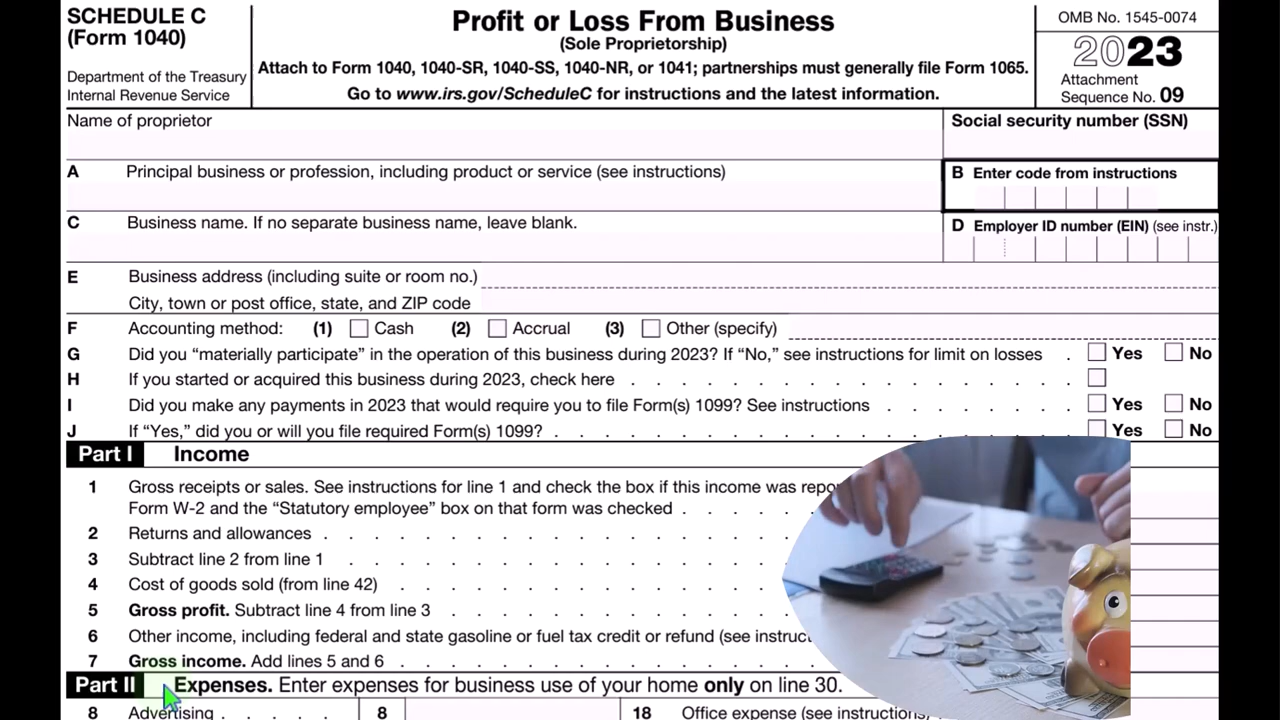 SCHEDULE C
(Form 1040)
Department of the Treasury
Internal Revenue Service
Profit or Loss From Business
(Sole Proprietorship)
Attach to Form 1040, 1040-SR, 1040-SS, 1040-NR, or 1041; partnerships must generally file Form 1065.
Go to www.irs.gov/ScheduleC for instructions and the latest information.
OMB No. 1545-0074
2023
Attachment
Sequence No. 09
Name of proprietor
Social security number (SSN)
A Principal business or profession, including product or service (see instructions)
B Enter code from instructions
C Business name. If no separate business name, leave blank.
D Employer ID number (EIN) (see instr.)
E Business address (including suite or room no.)
City, town or post office, state, and ZIP code
F Accounting method: (1) Cash (2) Accrual (3) Other (specify)
G Did you “materially participate” in the operation of this business during 2023? If “No,” see instructions for limit on losses . Yes No
H If you started or acquired this business during 2023, check here . . . . . . . . . . . . . . . .
I Did you make any payments in 2023 that would require you to file Form(s) 1099? See instructions . . . . . . . Yes No
J If “Yes,” did you or will you file required Form(s) 1099? . . . . . . . . . . . . . . . . . . Yes No
Part I Income
1 Gross receipts or sales. See instructions for line 1 and check the box if this income was
Form W-2 and the “Statutory employee” box on that form was checked . . . .
2 Returns and allowances . . . . . . . . . . . . . . . .
3 Subtract line 2 from line 1 . . . . . . . . . . . . . . .
4 Cost of goods sold (from line 42) . . . . . . . . . . . . . .
5 Gross profit. Subtract line 4 from line 3 . . . . . . . . . . .
6 Other income, including federal and state gasoline or fuel tax credit or refund (see
7 Gross income. Add lines 5 and 6 . . . . . . . . . . . . .
Part II Expenses. Enter expenses for business use of your home only on line 30.
8 Advertising . . . . . 8 18 Office expense (see instructions)